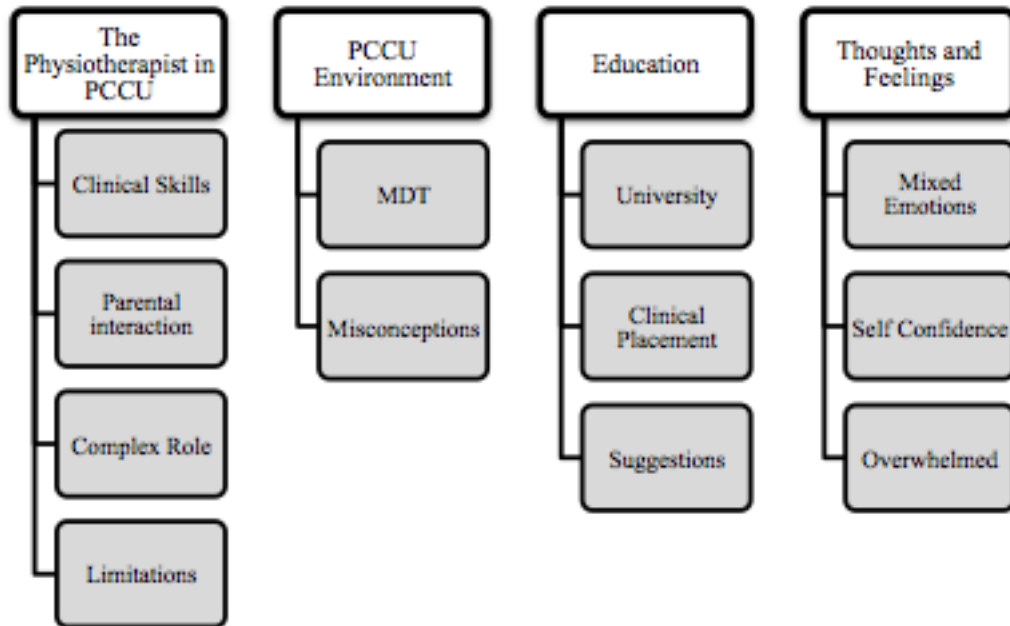 The
Physiotherapist in
PCCU
Clinical Skills
Parental
interaction
Complex Role
Limitations
PCCU
Environment
MDT
Misconceptions
Education
University
Clinical
Placement
Suggestions
Thoughts and
Feelings
Mixed
Emotions
Self Confidence
Overwhelmed